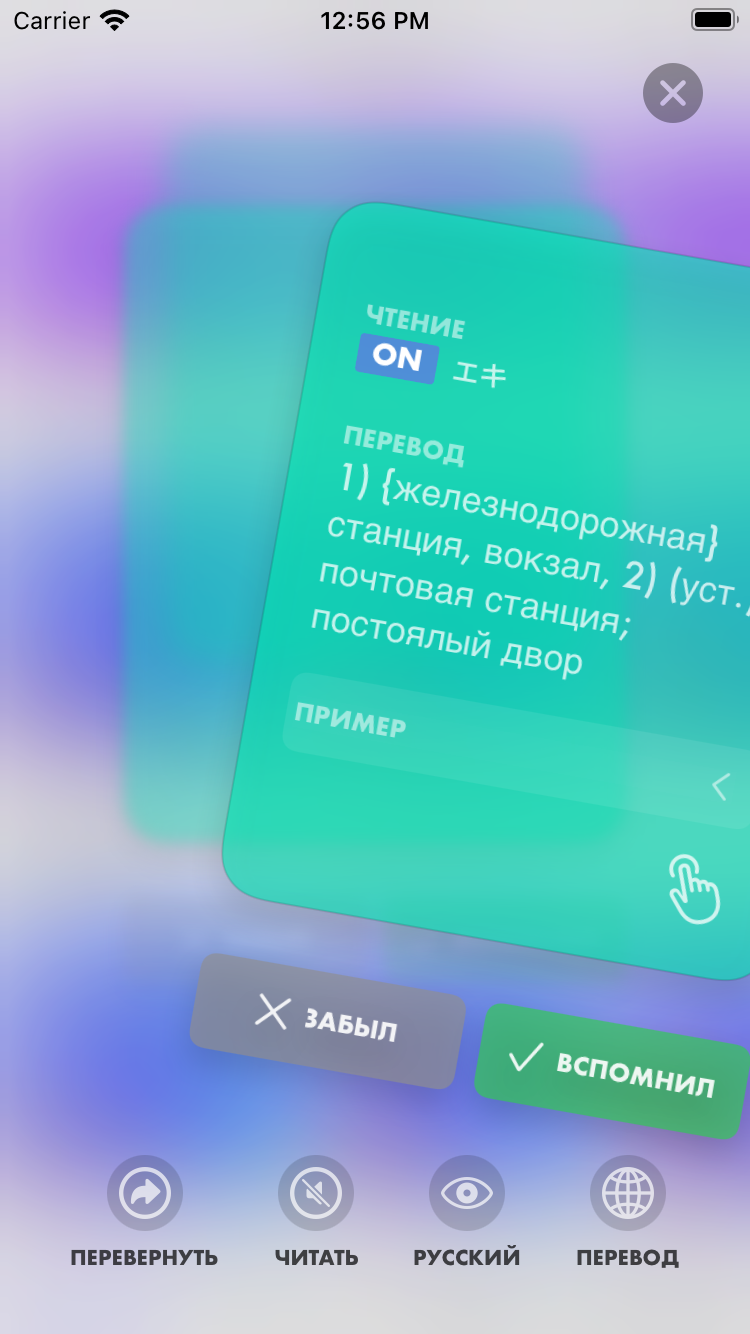 Carrier 12:56 PM
ЧТЕНИЕ
ON エキ
ПЕРЕВОД
1) {железнодорожная}
станция, вокзал, 2) (уст.)
почтовая станция;
постоялый двор
ПРИМЕР
ЗАБЫЛ
ВСПОМНИЛ
ПЕРЕВЕРНУТЬ ЧИТАТЬ РУССКИЙ ПЕРЕВОД